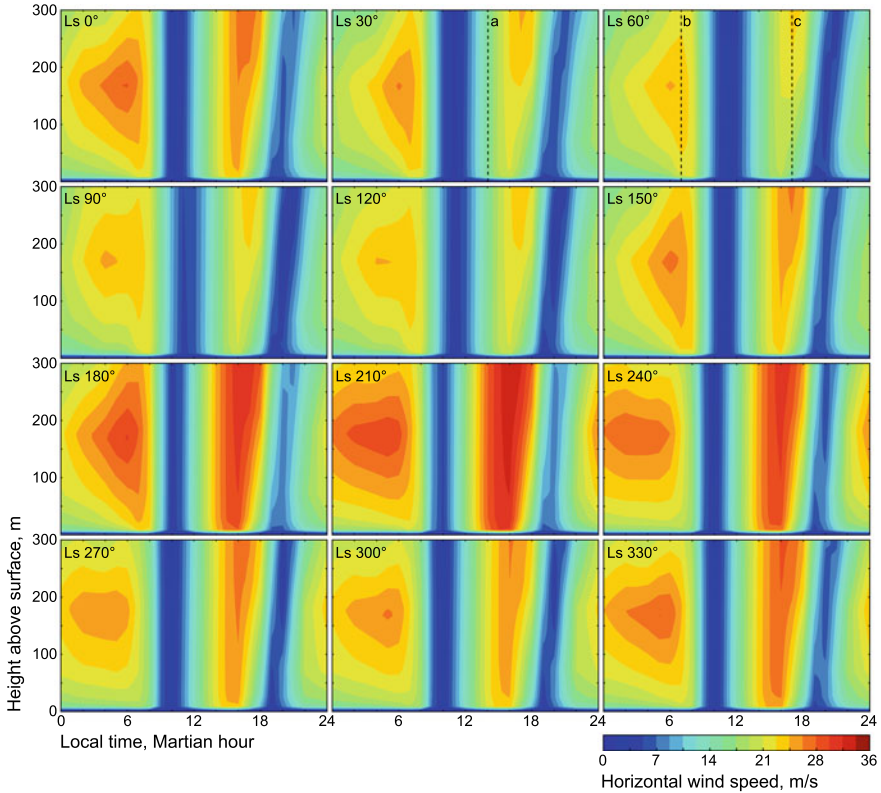 300 Ls 0° Ls 30° a Ls 60° b c
200
100
300 Ls 90° Ls 120° Ls 150°
200
100
300 Ls 180° Ls 210° Ls 240°
200
100
300 Ls 270° Ls 300° Ls 330°
200
100
0
Height above surface, m
0 6 12 18 24 6 12 18 24 6 12 18 24
Local time, Martian hour
0 7 14 21 28 36
Horizontal wind speed, m/s